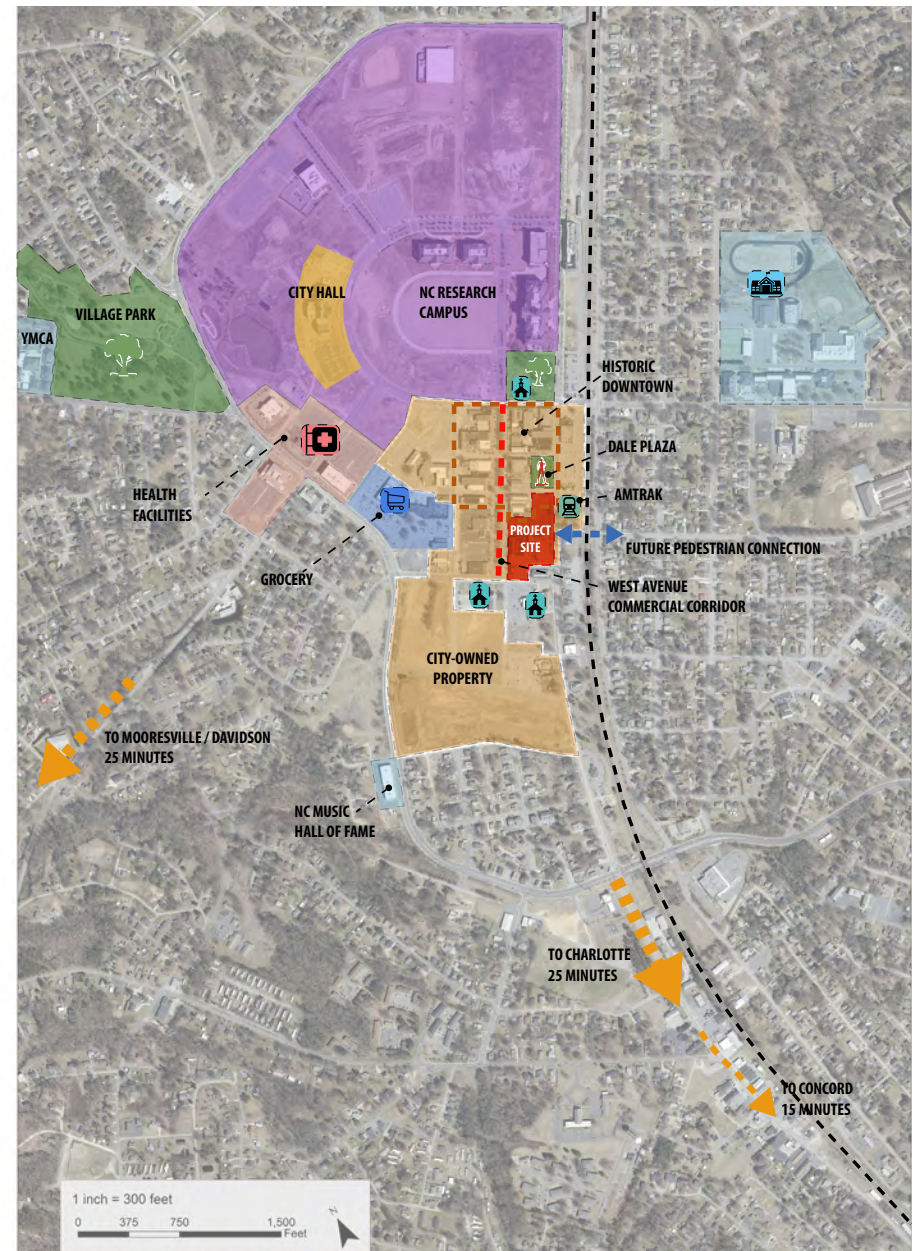 CITY HALL
NC RESEARCH
CAMPUS
VILLAGE PARK
YMCA
HISTORIC
DOWNTOWN
DALE PLAZA
AMTRAK
HEALTH
FACILITIES
PROJECT
SITE
FUTURE PEDESTRIAN CONNECTION
GROCERY
WEST AVENUE
COMMERCIAL CORRIDOR
CITY-OWNED
PROPERTY
TO MOORESVILLE / DAVIDSON
25 MINUTES
NC MUSIC
HALL OF FAME
TO CHARLOTTE
25 MINUTES
TO CONCORD
15 MINUTES
1 inch = 300 feet
0 375 750 1,500
Feet
N